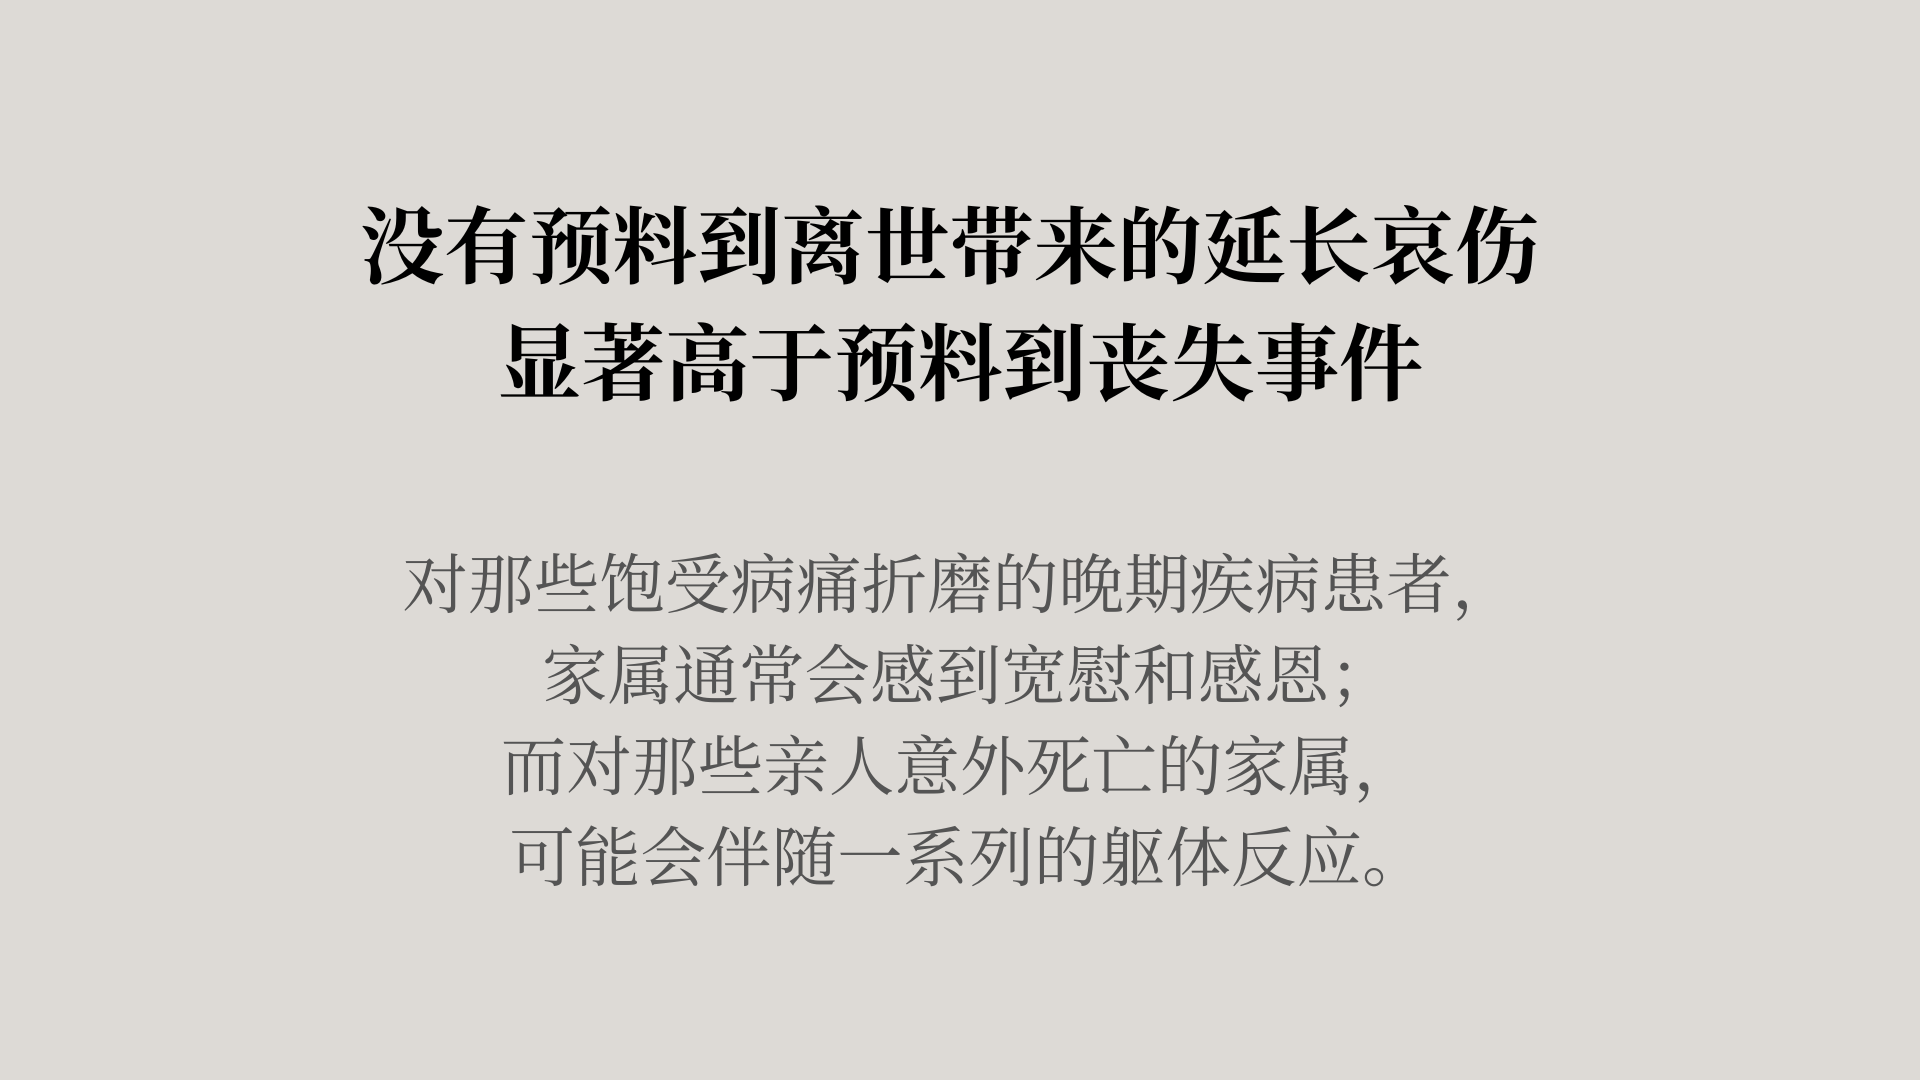 没有预料到离世带来的延长哀伤
显著高于预料到丧失事件
对那些饱受病痛折磨的晚期疾病患者，
家属通常会感到宽慰和感恩；
而对那些亲人意外死亡的家属，
可能会伴随一系列的躯体反应。